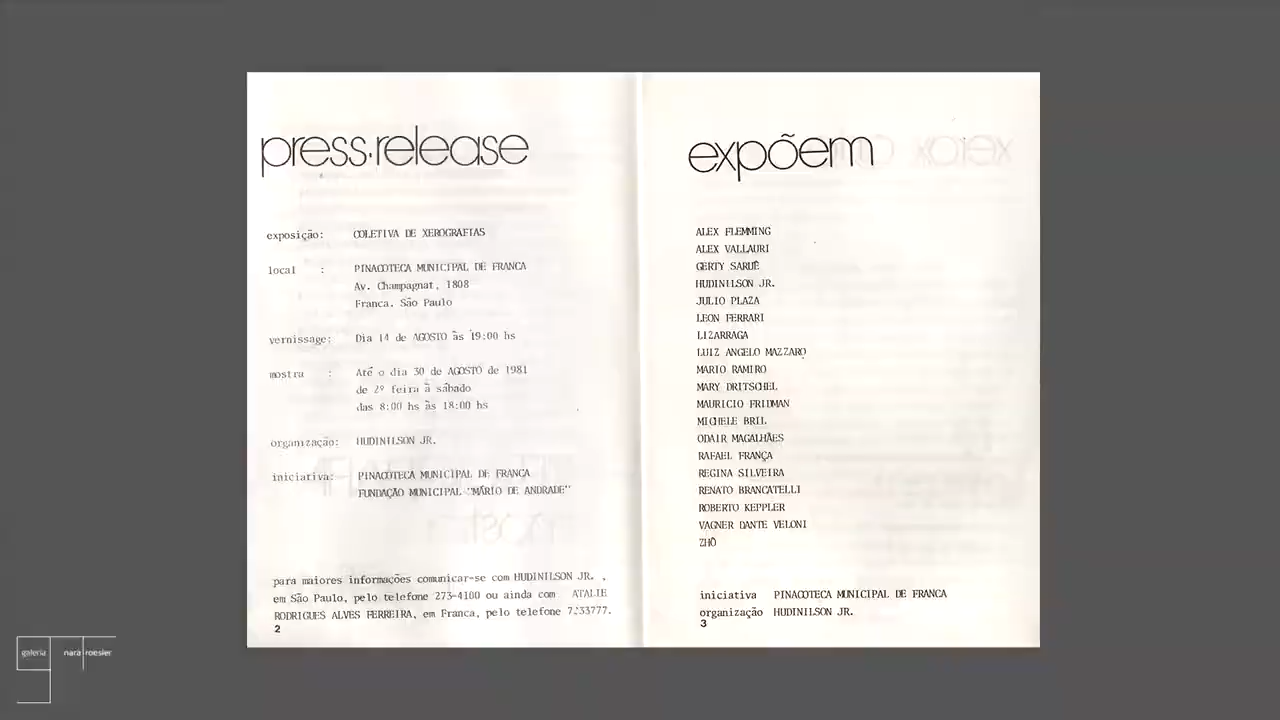 press·release
exposição: COLETIVA DE XEROGRAFIAS
local : PINACOTECA MUNICIPAL DE FRANCA
Av. Champagnat, 1808
Franca. São Paulo
vernissage: Dia 14 de AGOSTO às 19:00 hs
mostra : Até o dia 30 de AGOSTO de 1981
de 2ª feira à sábado
das 8:00 hs às 18:00 hs
organização: HUDINILSON JR.
iniciativa: PINACOTECA MUNICIPAL DE FRANCA
FUNDAÇÃO MUNICIPAL "MÁRIO DE ANDRADE"
para maiores informações comunicar-se com HUDINILSON JR. ,
em São Paulo, pelo telefone 273-4100 ou ainda com ATALIE
RODRIGUES ALVES FERREIRA, em Franca, pelo telefone
2
expõem
ALEX FLEMMING
ALEX VALLAURI
GERTY SARUÊ
HUDINILSON JR.
JULIO PLAZA
LEON FERRARI
LIZARRAGA
LUIZ ANGELO MAZZARO
MARIO RAMIRO
MARY DRITSCHEL
MAURICIO FRIDMAN
MICHELE BRIL
ODAIR MAGALHÃES
RAFAEL FRANÇA
REGINA SILVEIRA
RENATO BRANCATELLI
ROBERTO KEPPLER
VAGNER DANTE VELONI
ZHÔ
iniciativa PINACOTECA MUNICIPAL DE FRANCA
organização HUDINILSON JR.
3
galeria nara roesler